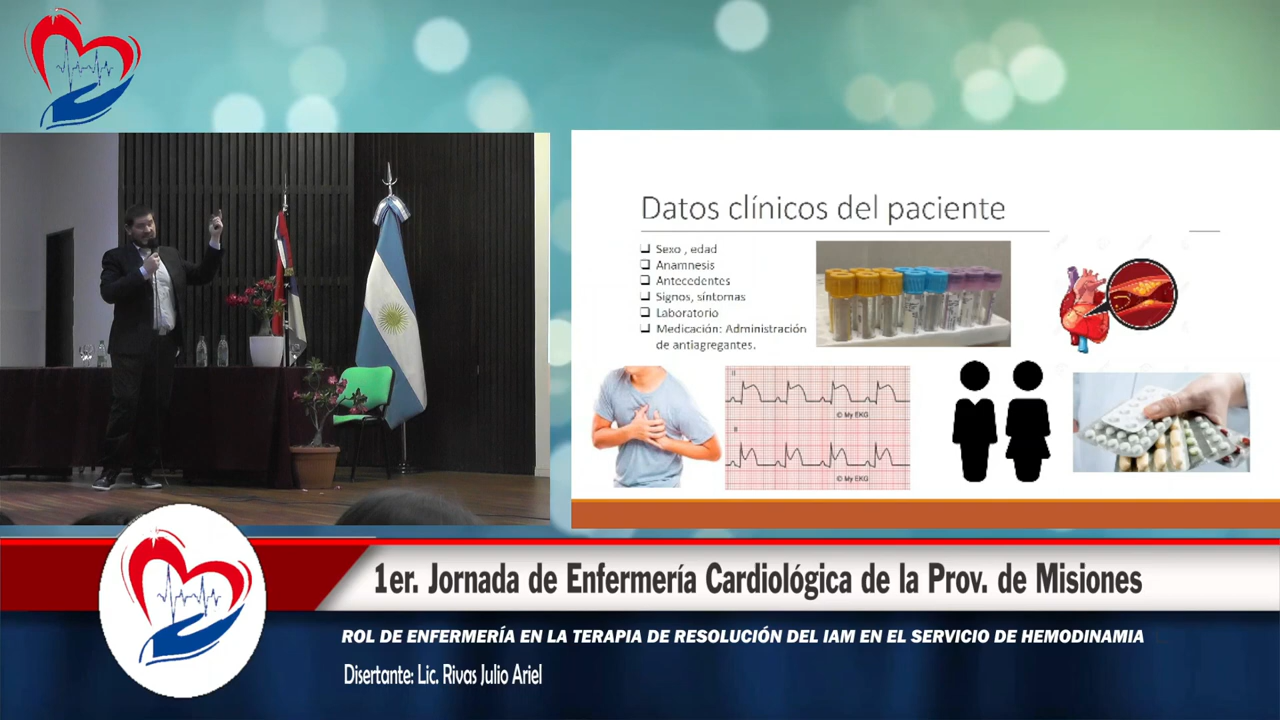 Datos clínicos del paciente
❑ Sexo , edad
❑ Anamnesis
❑ Antecedentes
❑ Signos, síntomas
❑ Laboratorio
❑ Medicación: Administración
de antiagregantes.
II
© My EKG
II
© My EKG
1er. Jornada de Enfermería Cardiológica de la Prov. de Misiones
ROL DE ENFERMERÍA EN LA TERAPIA DE RESOLUCIÓN DEL IAM EN EL SERVICIO DE HEMODINAMIA
Disertante: Lic. Rivas Julio Ariel